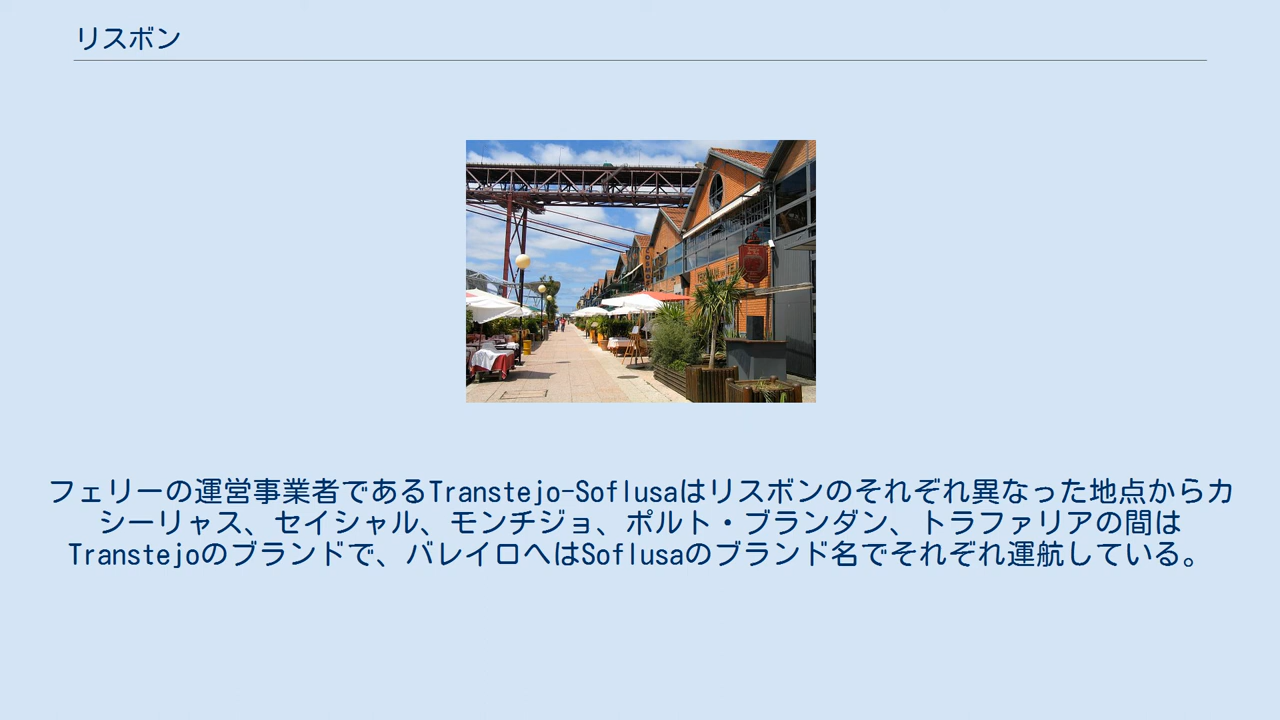 リスボン
フェリーの運営事業者であるTranstejo-Soflusaはリスボンのそれぞれ異なった地点からカ
シーリャス、セイシャル、モンチジョ、ポルト・ブランダン、トラファリアの間は
Transtejoのブランドで、バレイロへはSoflusaのブランド名でそれぞれ運航している。